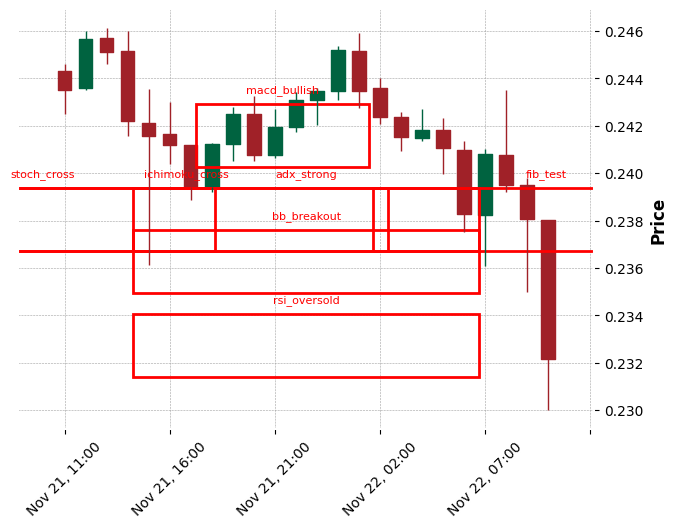 0.246
0.244
macd_bullish
0.242
0.240
stoch_cross
ichimoku_cross
adx_strong
fib_test
0.238
bb_breakout
Price
0.236
0.234
rsi_oversold
0.232
0.230
Nov 21, 11:00
Nov 21, 16:00
Nov 21, 21:00
Nov 22, 02:00
Nov 22, 07:00